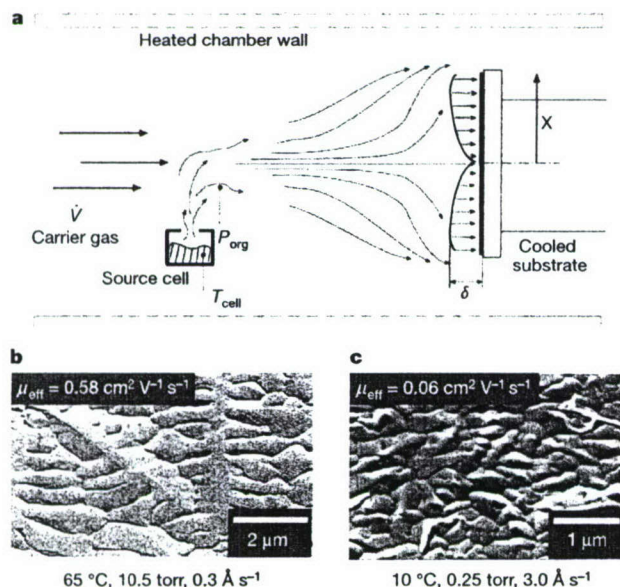 a
Heated chamber wall
X
V̇
Carrier gas
P_org
Source cell
T_cell
δ
Cooled
substrate
b
μ_eff = 0.58 cm² V⁻¹ s⁻¹
2 μm
65 °C, 10.5 torr, 0.3 Å s⁻¹
c
μ_eff = 0.06 cm² V⁻¹ s⁻¹
1 μm
10 °C, 0.25 torr, 3.0 Å s⁻¹